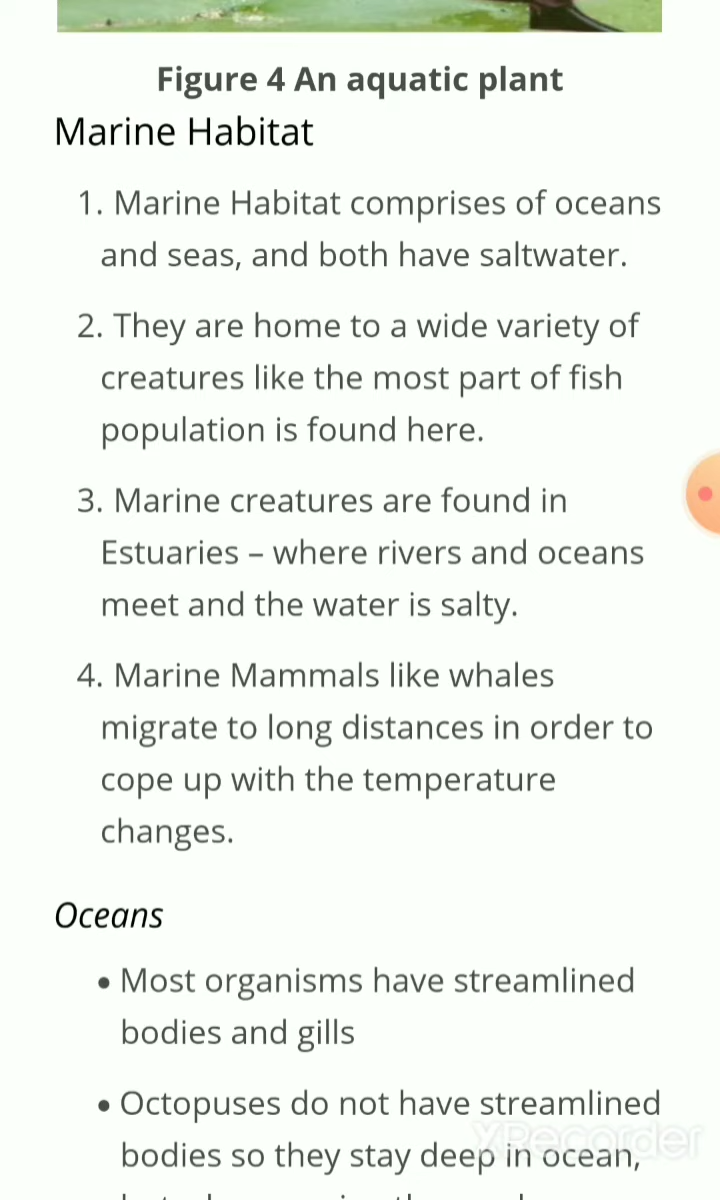 Figure 4 An aquatic plant
Marine Habitat
1. Marine Habitat comprises of oceans
and seas, and both have saltwater.
2. They are home to a wide variety of
creatures like the most part of fish
population is found here.
3. Marine creatures are found in
Estuaries – where rivers and oceans
meet and the water is salty.
4. Marine Mammals like whales
migrate to long distances in order to
cope up with the temperature
changes.
Oceans
• Most organisms have streamlined
bodies and gills
• Octopuses do not have streamlined
bodies so they stay deep in ocean,
XRecorder